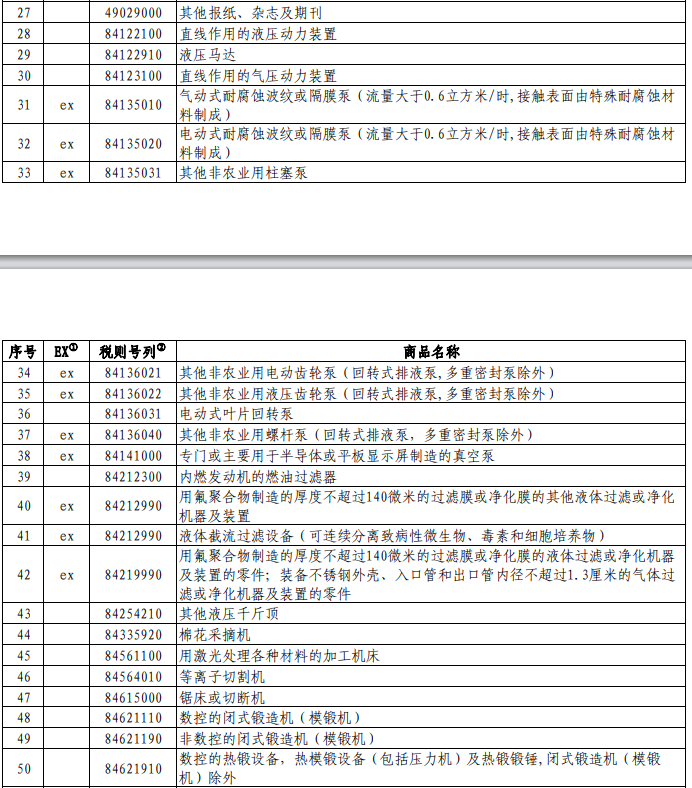 27 49029000 其他报纸、杂志及期刊
28 84122100 直线作用的液压动力装置
29 84122910 液压马达
30 84123100 直线作用的气压动力装置
31 ex 84135010 气动式耐腐蚀波纹或隔膜泵（流量大于0.6立方米/时,接触表面由特殊耐腐蚀材
料制成）
32 ex 84135020 电动式耐腐蚀波纹或隔膜泵（流量大于0.6立方米/时,接触表面由特殊耐腐蚀材
料制成）
33 ex 84135031 其他非农业用柱塞泵
序号 EX① 税则号列② 商品名称
34 ex 84136021 其他非农业用电动齿轮泵（回转式排液泵,多重密封泵除外）
35 ex 84136022 其他非农业用液压齿轮泵（回转式排液泵,多重密封泵除外）
36 84136031 电动式叶片回转泵
37 ex 84136040 其他非农业用螺杆泵（回转式排液泵，多重密封泵除外）
38 ex 84141000 专门或主要用于半导体或平板显示屏制造的真空泵
39 84212300 内燃发动机的燃油过滤器
40 ex 84212990 用氟聚合物制造的厚度不超过140微米的过滤膜或净化膜的其他液体过滤或净化
机器及装置
41 ex 84212990 液体截流过滤设备（可连续分离致病性微生物、毒素和细胞培养物）
42 ex 84219990 用氟聚合物制造的厚度不超过140微米的过滤膜或净化膜的液体过滤或净化机器
及装置的零件；装备不锈钢外壳、入口管和出口管内径不超过1.3厘米的气体过
滤或净化机器及装置的零件
43 84254210 其他液压千斤顶
44 84335920 棉花采摘机
45 84561100 用激光处理各种材料的加工机床
46 84564010 等离子切割机
47 84615000 锯床或切断机
48 84621110 数控的闭式锻造机（模锻机）
49 84621190 非数控的闭式锻造机（模锻机）
50 84621910 数控的热锻设备，热模锻设备（包括压力机）及热锻锻锤,闭式锻造机（模锻
机）除外